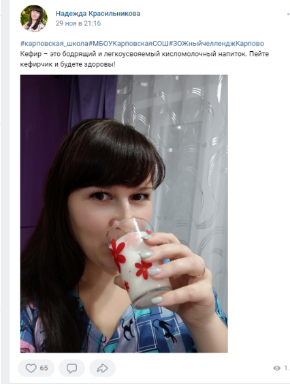 Надежда Красильникова
29 ноя в 21:16
#карповская_школа#МБОУКарповскаяСОШ#ЗОЖныйчелленджКарпово
Кефир – это бодрящий и легкоусвояемый кисломолочный напиток. Пейте
кефирчик и будете здоровы!
65
1